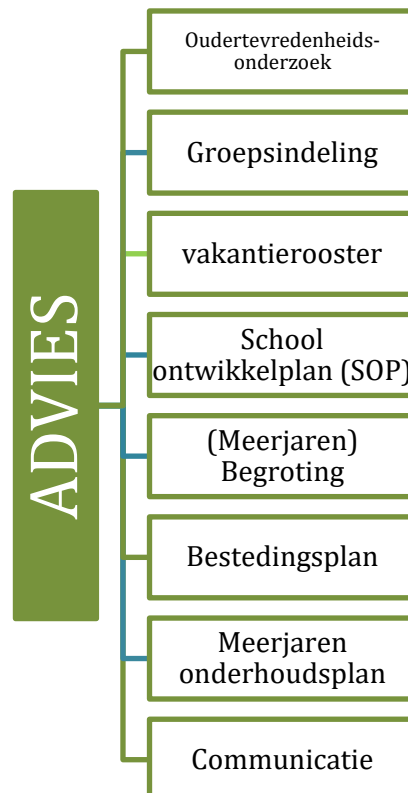 ADVIES
Oudertevredenheids-
onderzoek
Groepsindeling
vakantierooster
School
ontwikkelplan (SOP)
(Meerjaren)
Begroting
Bestedingsplan
Meerjaren
onderhoudsplan
Communicatie